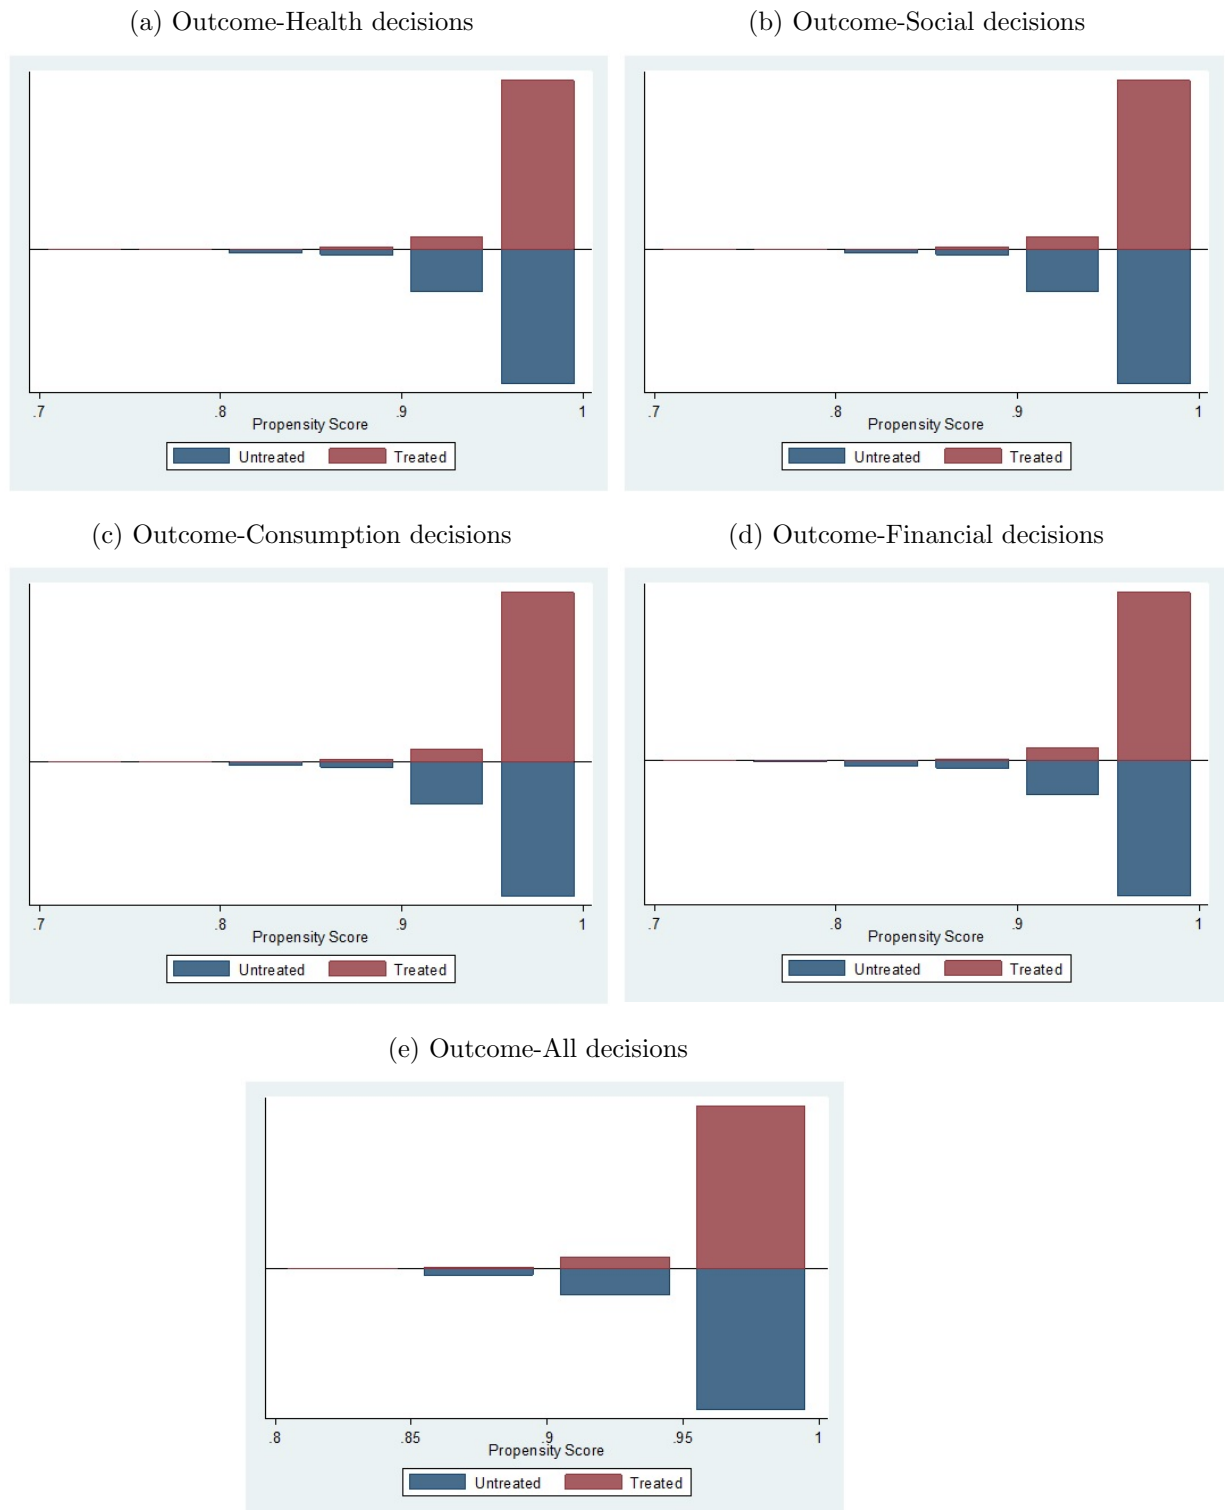 (a) Outcome-Health decisions
.7 .8 .9 1
Propensity Score
Untreated Treated
(b) Outcome-Social decisions
.7 .8 .9 1
Propensity Score
Untreated Treated
(c) Outcome-Consumption decisions
.7 .8 .9 1
Propensity Score
Untreated Treated
(d) Outcome-Financial decisions
.7 .8 .9 1
Propensity Score
Untreated Treated
(e) Outcome-All decisions
.8 .85 .9 .95 1
Propensity Score
Untreated Treated